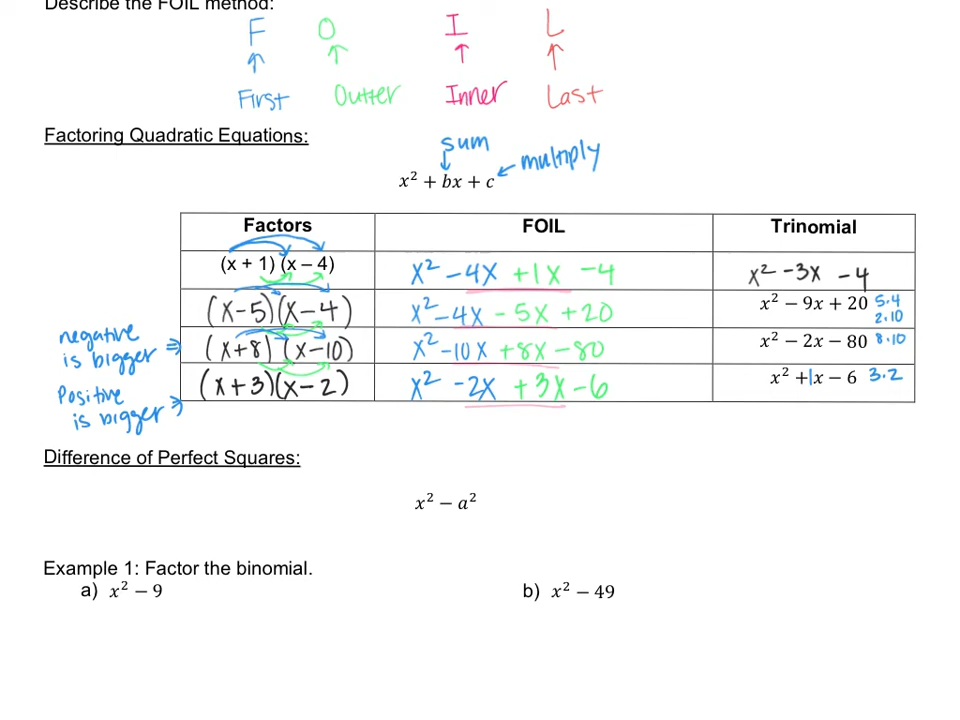 Describe the FOIL method:
F O I L
First Outter Inner Last
Factoring Quadratic Equations:
sum
multiply
x² + bx + c
Factors FOIL Trinomial
(x + 1) (x – 4) x² -4x +1x -4 x² -3x -4
(x-5)(x-4) x²-4x - 5x +20 x² − 9x + 20 5·4
2·10
negative
is bigger (x+8) (x-10) x²-10x +8x -80 x² − 2x − 80 8·10
(x+3)(x-2) x² -2x +3x -6 x² +1x − 6 3·2
Positive
is bigger
Difference of Perfect Squares:
x² − a²
Example 1: Factor the binomial.
a) x² − 9 b) x² − 49